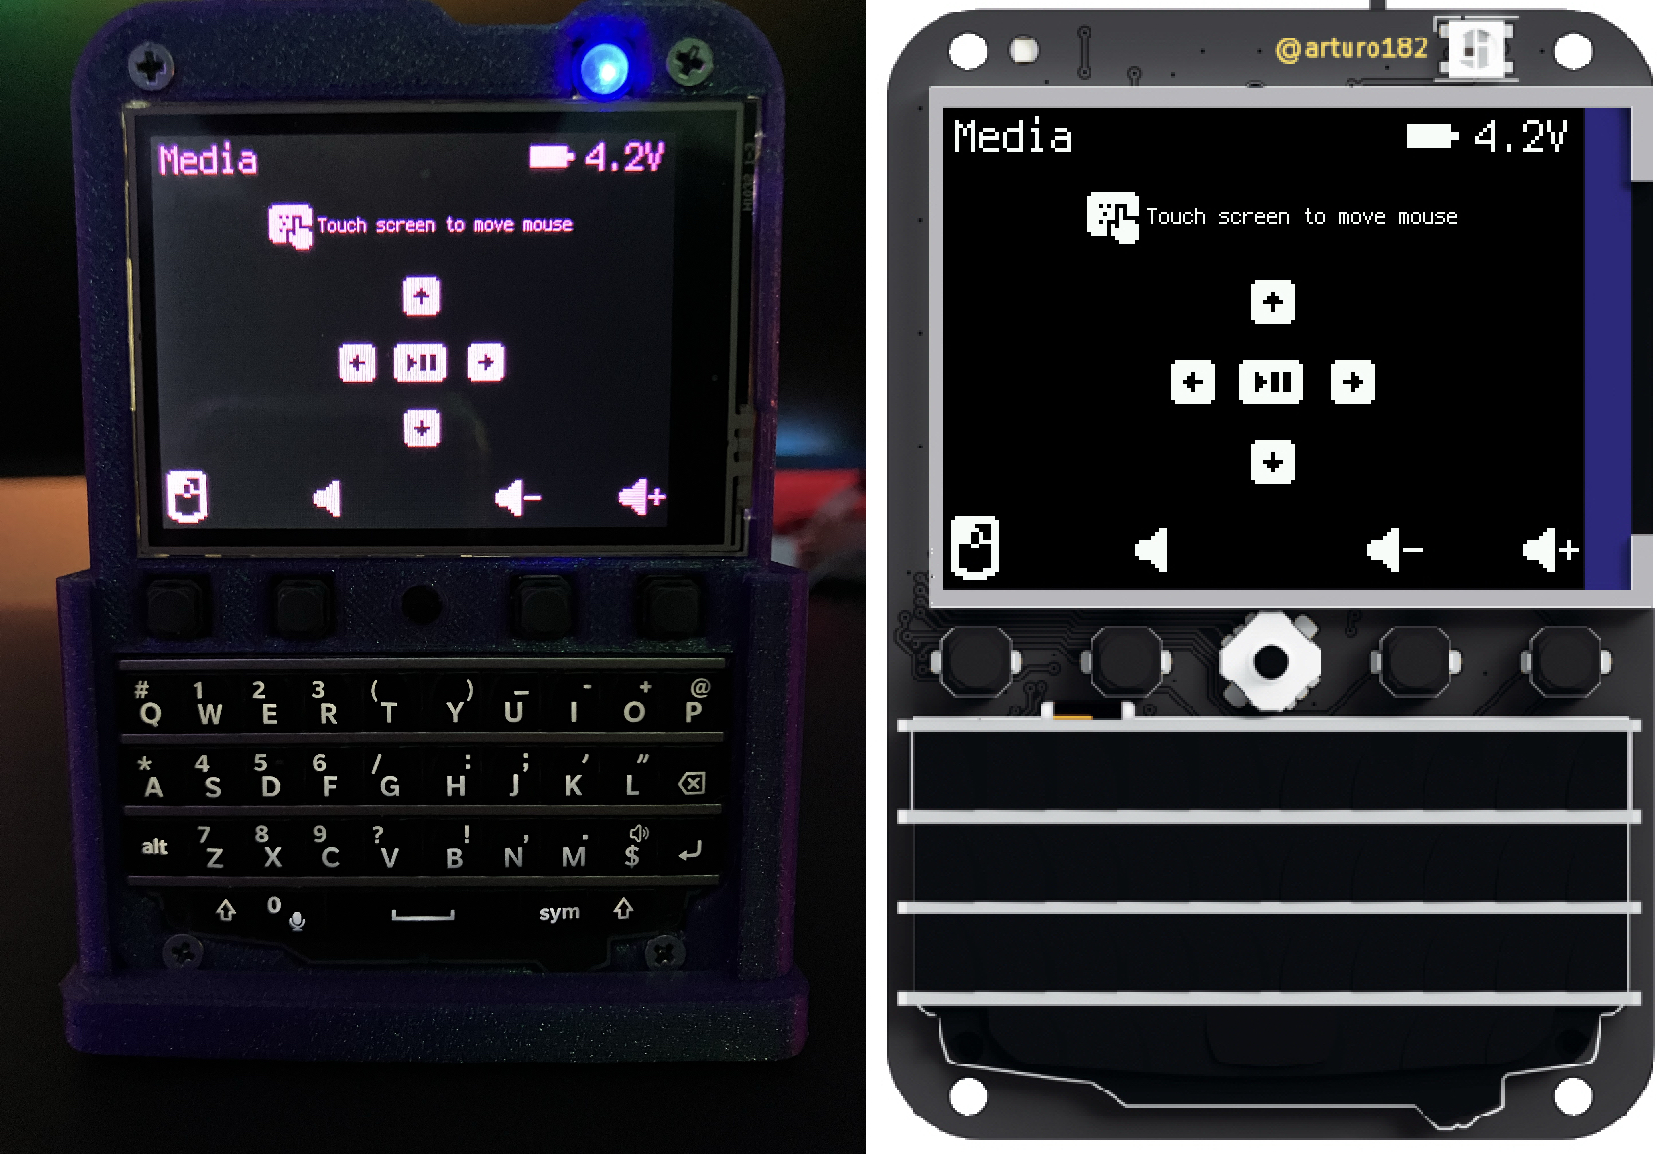 Media 4.2V
Touch screen to move mouse
# 1 2 3 ( ) _ - + @
Q W E R T Y U I O P
* 4 5 6 / : ; ' "
A S D F G H J K L
7 8 9 ? ! , .
alt Z X C V B N M $
0 sym
@arturo182
Media 4.2V
Touch screen to move mouse